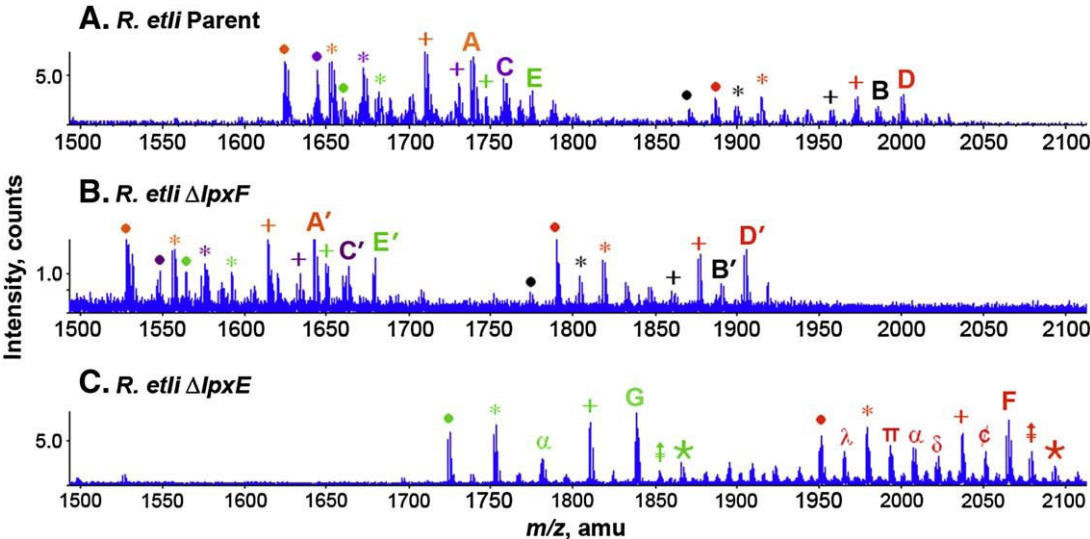 A. R. etli Parent
● ● * ● * * + A + C + E ● ● * * + + B D
5.0
1500 1550 1600 1650 1700 1750 1800 1850 1900 1950 2000 2050 2100
B. R. etli ΔlpxF
● ● * ● * * + + A′ + C′ E′ ● ● * * + + B′ D′
1.0
1500 1550 1600 1650 1700 1750 1800 1850 1900 1950 2000 2050 2100
Intensity, counts
C. R. etli ΔlpxE
● * α + G ⯭ ★ ● λ * π α δ + ¢ F ⯭ ★
5.0
1500 1550 1600 1650 1700 1750 1800 1850 1900 1950 2000 2050 2100
m/z, amu